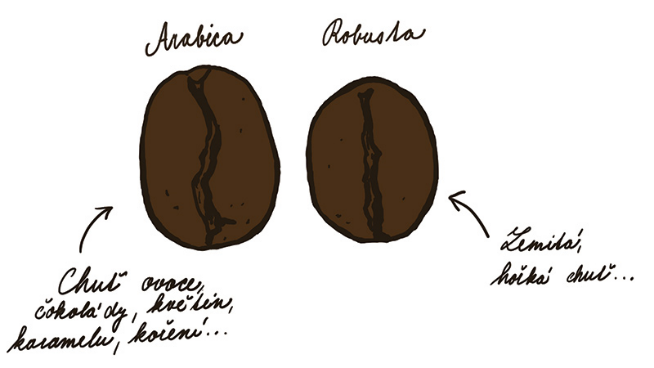 Arabica
Robusta
Chuť ovoce,
čokolády, květin,
karamelu, koření...
Zemitá,
hořká chuť...